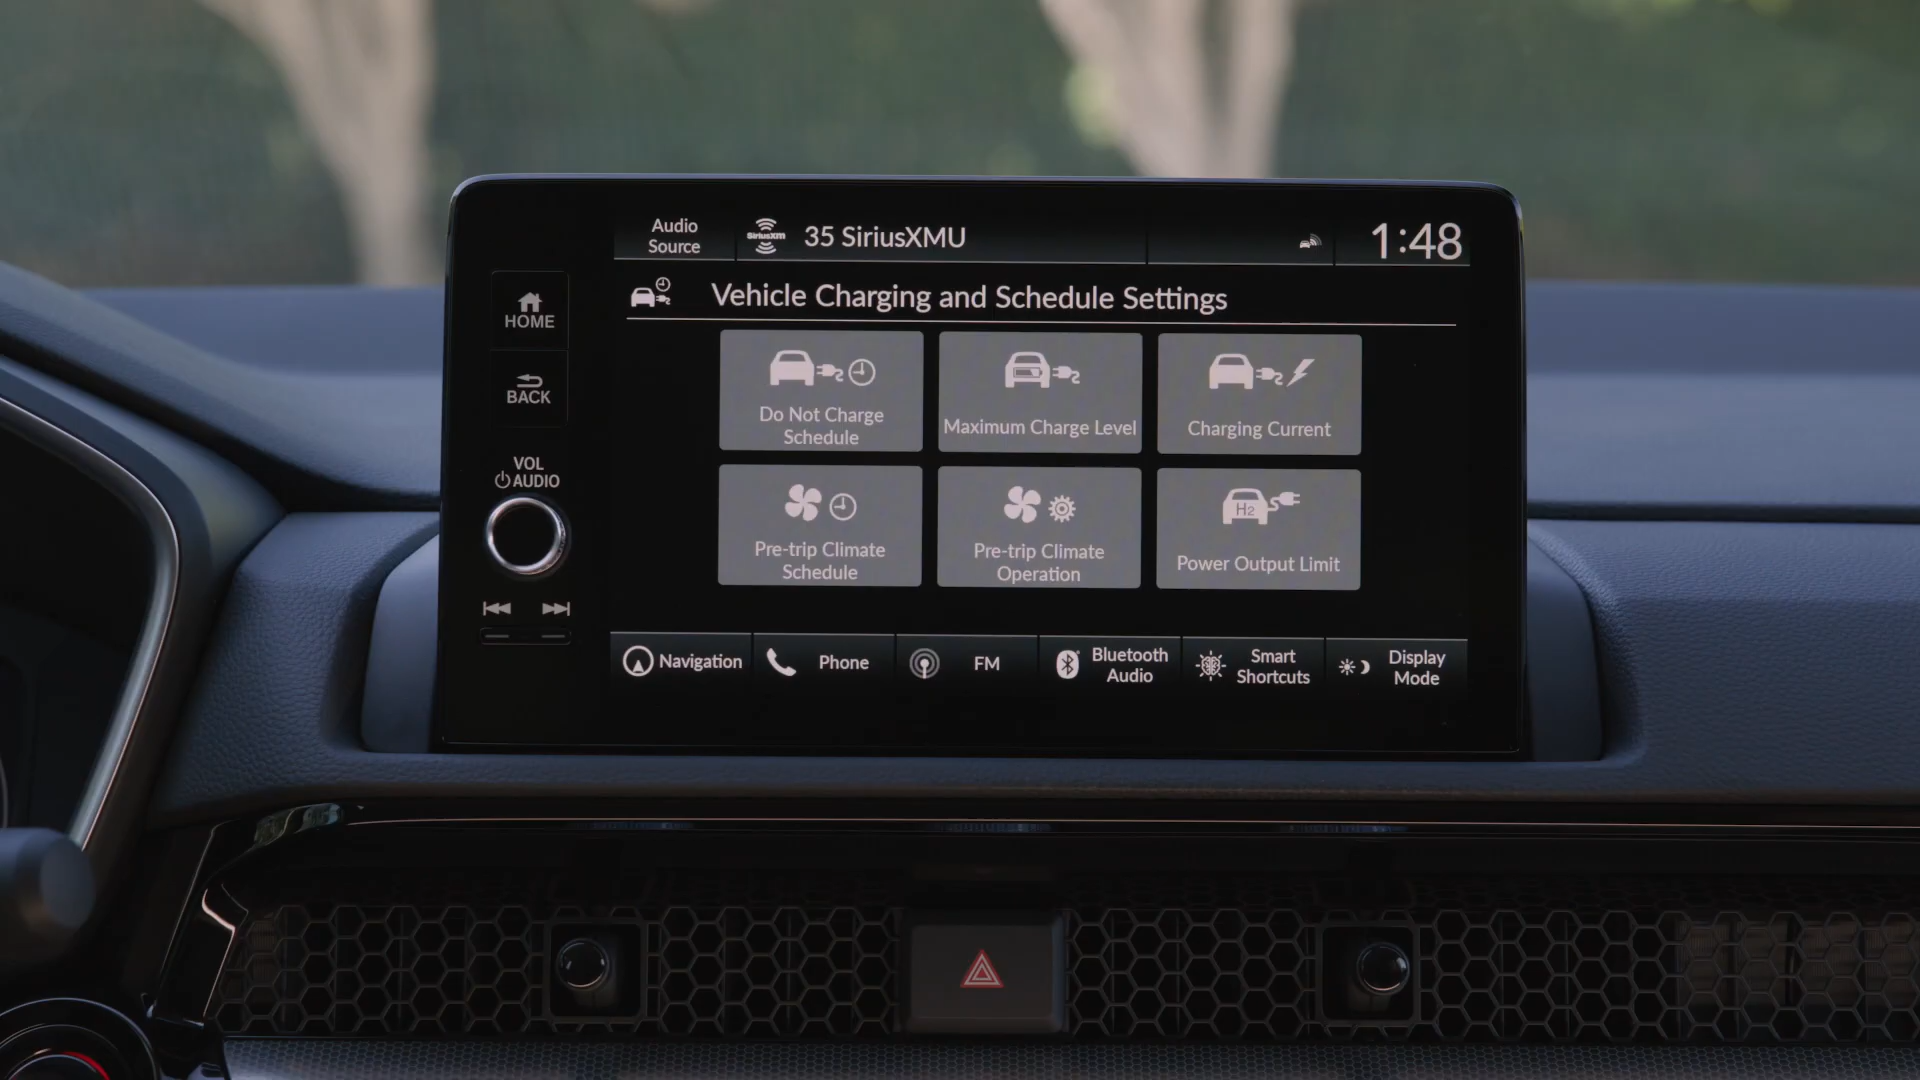 Audio
Source
SiriusXM
35 SiriusXMU
1:48
HOME
BACK
VOL
AUDIO
Vehicle Charging and Schedule Settings
Do Not Charge
Schedule
Maximum Charge Level
Charging Current
Pre-trip Climate
Schedule
Pre-trip Climate
Operation
H2
Power Output Limit
Navigation
Phone
FM
Bluetooth
Audio
Smart
Shortcuts
Display
Mode